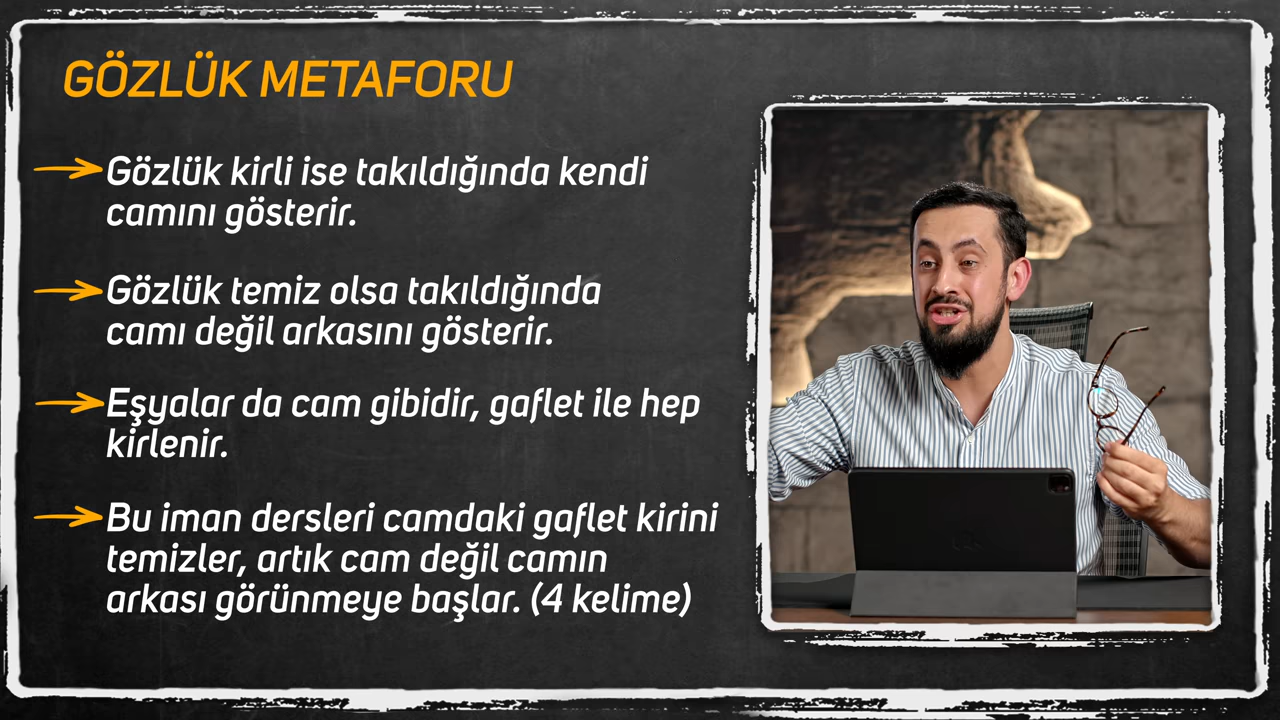 GÖZLÜK METAFORU
Gözlük kirli ise takıldığında kendi
camını gösterir.
Gözlük temiz olsa takıldığında
camı değil arkasını gösterir.
Eşyalar da cam gibidir, gaflet ile hep
kirlenir.
Bu iman dersleri camdaki gaflet kirini
temizler, artık cam değil camın
arkası görünmeye başlar. (4 kelime)